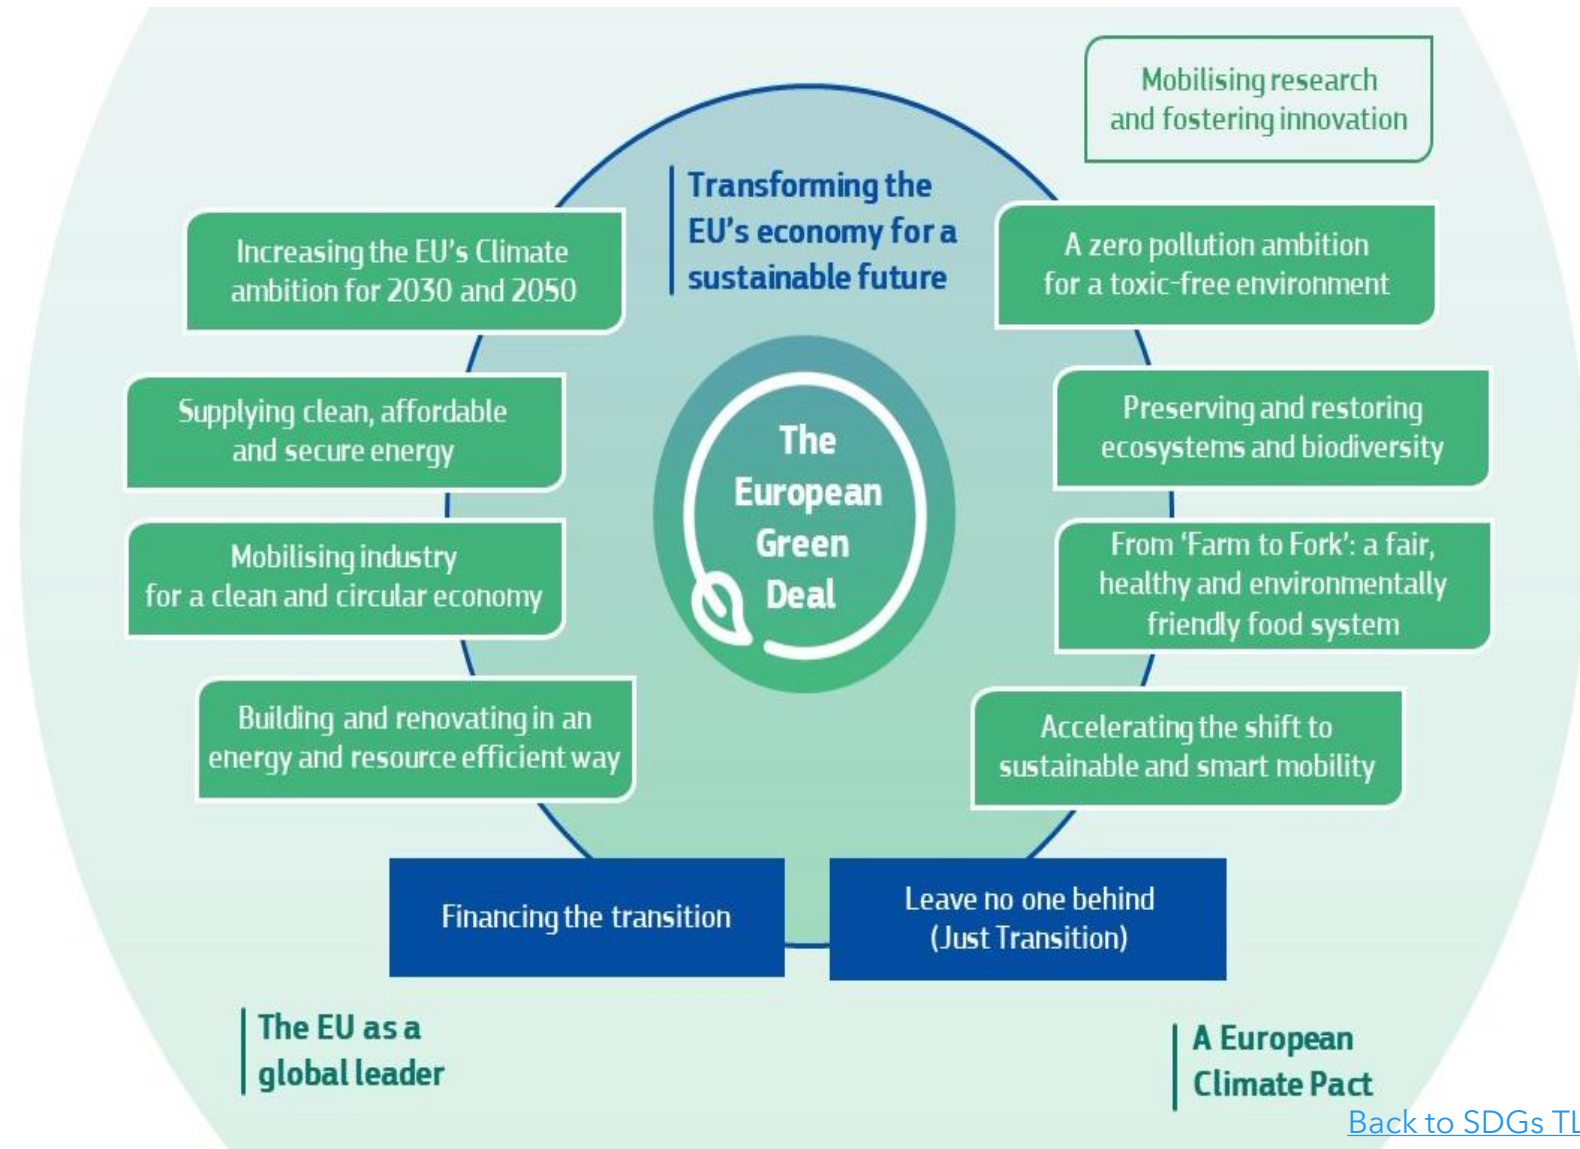 Mobilising research
and fostering innovation
Transforming the
EU's economy for a
sustainable future
Increasing the EU's Climate
ambition for 2030 and 2050
Supplying clean, affordable
and secure energy
Mobilising industry
for a clean and circular economy
Building and renovating in an
energy and resource efficient way
The
European
Green
Deal
A zero pollution ambition
for a toxic-free environment
Preserving and restoring
ecosystems and biodiversity
From ‘Farm to Fork’: a fair,
healthy and environmentally
friendly food system
Accelerating the shift to
sustainable and smart mobility
Financing the transition
Leave no one behind
(Just Transition)
The EU as a
global leader
A European
Climate Pact
Back to SDGs TL